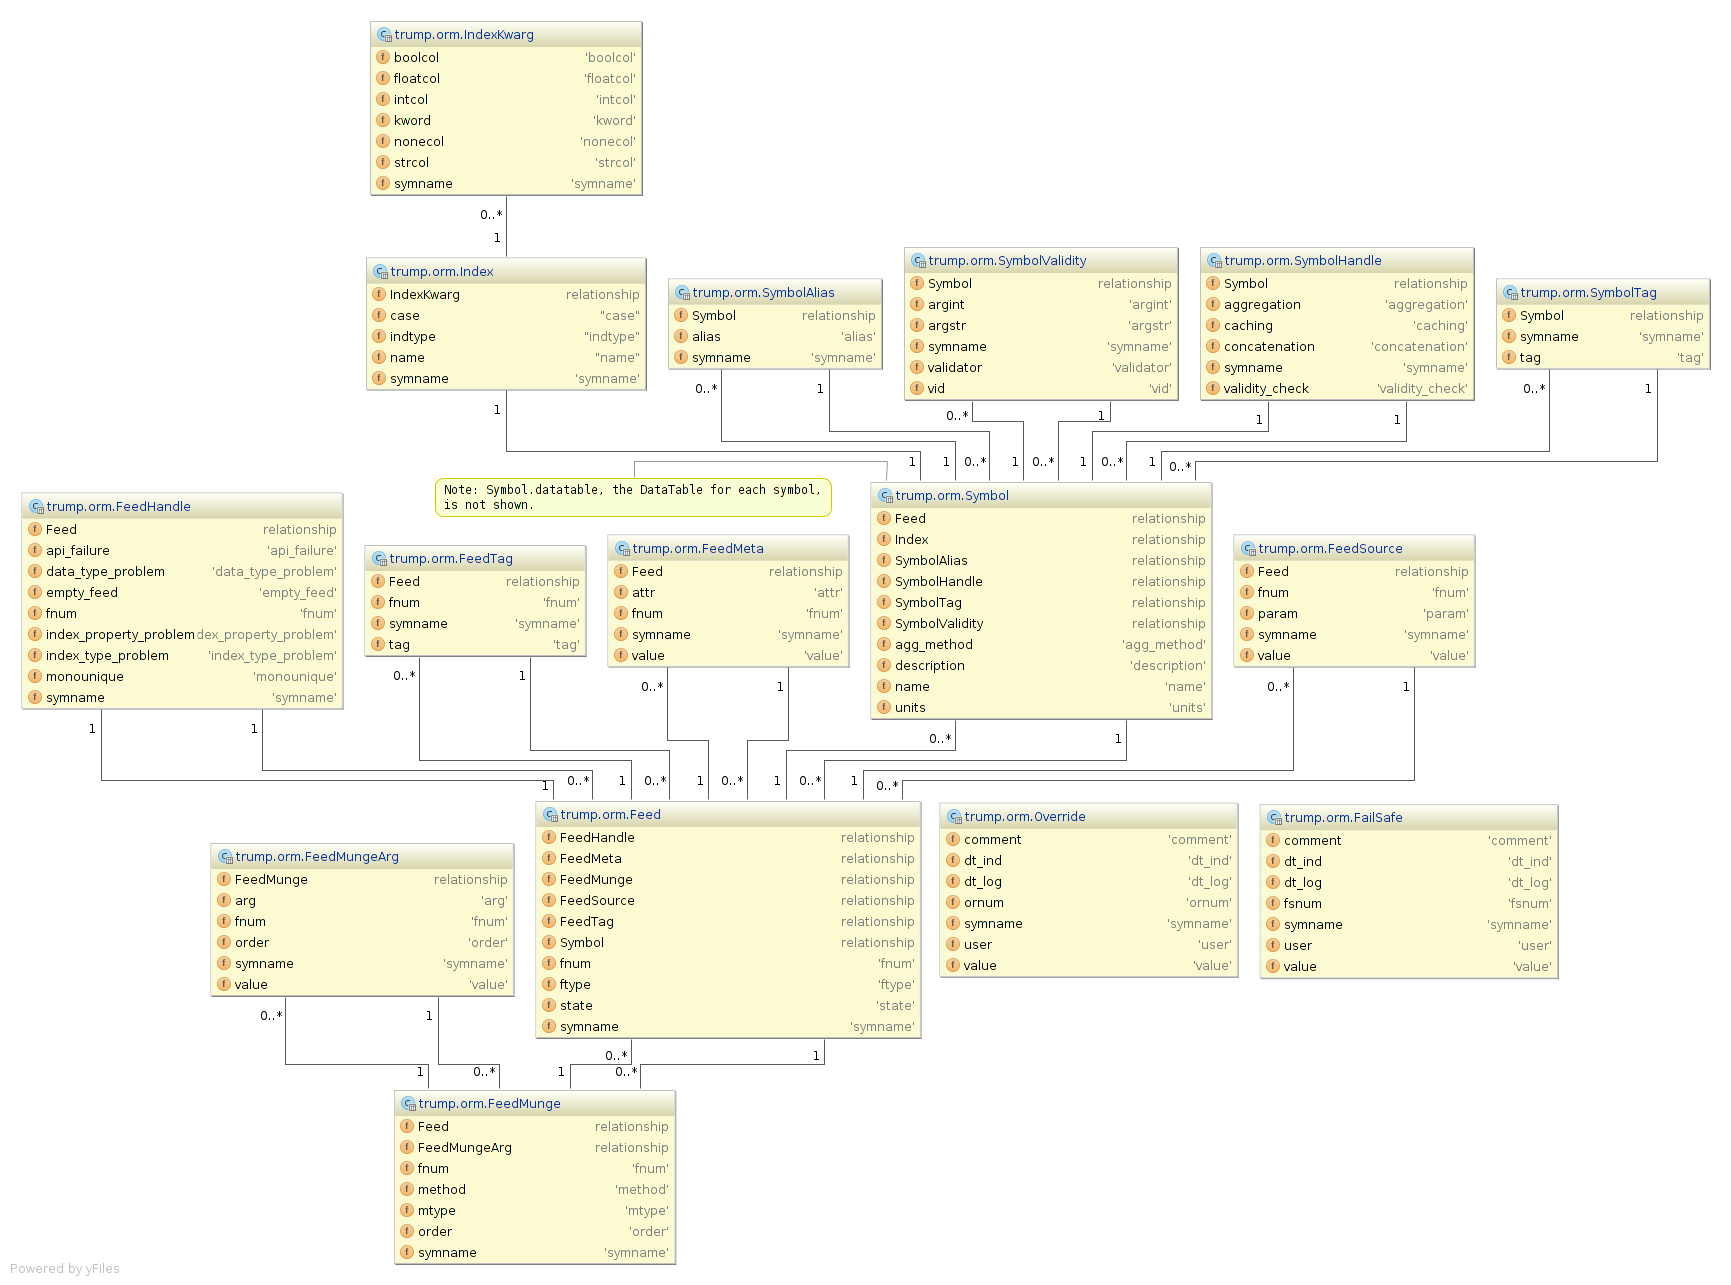 trump.orm.IndexKwarg
boolcol 'boolcol'
floatcol 'floatcol'
intcol 'intcol'
kword 'kword'
nonecol 'nonecol'
strcol 'strcol'
symname 'symname'
0..*
1
trump.orm.Index
IndexKwarg relationship
case "case"
indtype "indtype"
name "name"
symname 'symname'
1
trump.orm.SymbolAlias
Symbol relationship
alias 'alias'
symname 'symname'
0..* 1
trump.orm.SymbolValidity
Symbol relationship
argint 'argint'
argstr 'argstr'
symname 'symname'
validator 'validator'
vid 'vid'
0..* 1
trump.orm.SymbolHandle
Symbol relationship
aggregation 'aggregation'
caching 'caching'
concatenation 'concatenation'
symname 'symname'
validity_check 'validity_check'
1 1
trump.orm.SymbolTag
Symbol relationship
symname 'symname'
tag 'tag'
0..* 1
1 1 0..* 1 0..* 1 0..* 1 0..*
Note: Symbol.datatable, the DataTable for each symbol,
is not shown.
trump.orm.FeedHandle
Feed relationship
api_failure 'api_failure'
data_type_problem 'data_type_problem'
empty_feed 'empty_feed'
fnum 'fnum'
index_property_problem dex_property_problem'
index_type_problem 'index_type_problem'
monounique 'monounique'
symname 'symname'
1 1
trump.orm.FeedTag
Feed relationship
fnum 'fnum'
symname 'symname'
tag 'tag'
0..* 1
trump.orm.FeedMeta
Feed relationship
attr 'attr'
fnum 'fnum'
symname 'symname'
value 'value'
0..* 1
trump.orm.Symbol
Feed relationship
Index relationship
SymbolAlias relationship
SymbolHandle relationship
SymbolTag relationship
SymbolValidity relationship
agg_method 'agg_method'
description 'description'
name 'name'
units 'units'
0..* 1
trump.orm.FeedSource
Feed relationship
fnum 'fnum'
param 'param'
symname 'symname'
value 'value'
0..* 1
1 0..* 1 0..* 1 0..* 1 0..* 1 0..*
trump.orm.FeedMungeArg
FeedMunge relationship
arg 'arg'
fnum 'fnum'
order 'order'
symname 'symname'
value 'value'
0..* 1
trump.orm.Feed
FeedHandle relationship
FeedMeta relationship
FeedMunge relationship
FeedSource relationship
FeedTag relationship
Symbol relationship
fnum 'fnum'
ftype 'ftype'
state 'state'
symname 'symname'
0..* 1
trump.orm.Override
comment 'comment'
dt_ind 'dt_ind'
dt_log 'dt_log'
ornum 'ornum'
symname 'symname'
user 'user'
value 'value'
trump.orm.FailSafe
comment 'comment'
dt_ind 'dt_ind'
dt_log 'dt_log'
fsnum 'fsnum'
symname 'symname'
user 'user'
value 'value'
1 0..* 1 0..*
trump.orm.FeedMunge
Feed relationship
FeedMungeArg relationship
fnum 'fnum'
method 'method'
mtype 'mtype'
order 'order'
symname 'symname'
Powered by yFiles